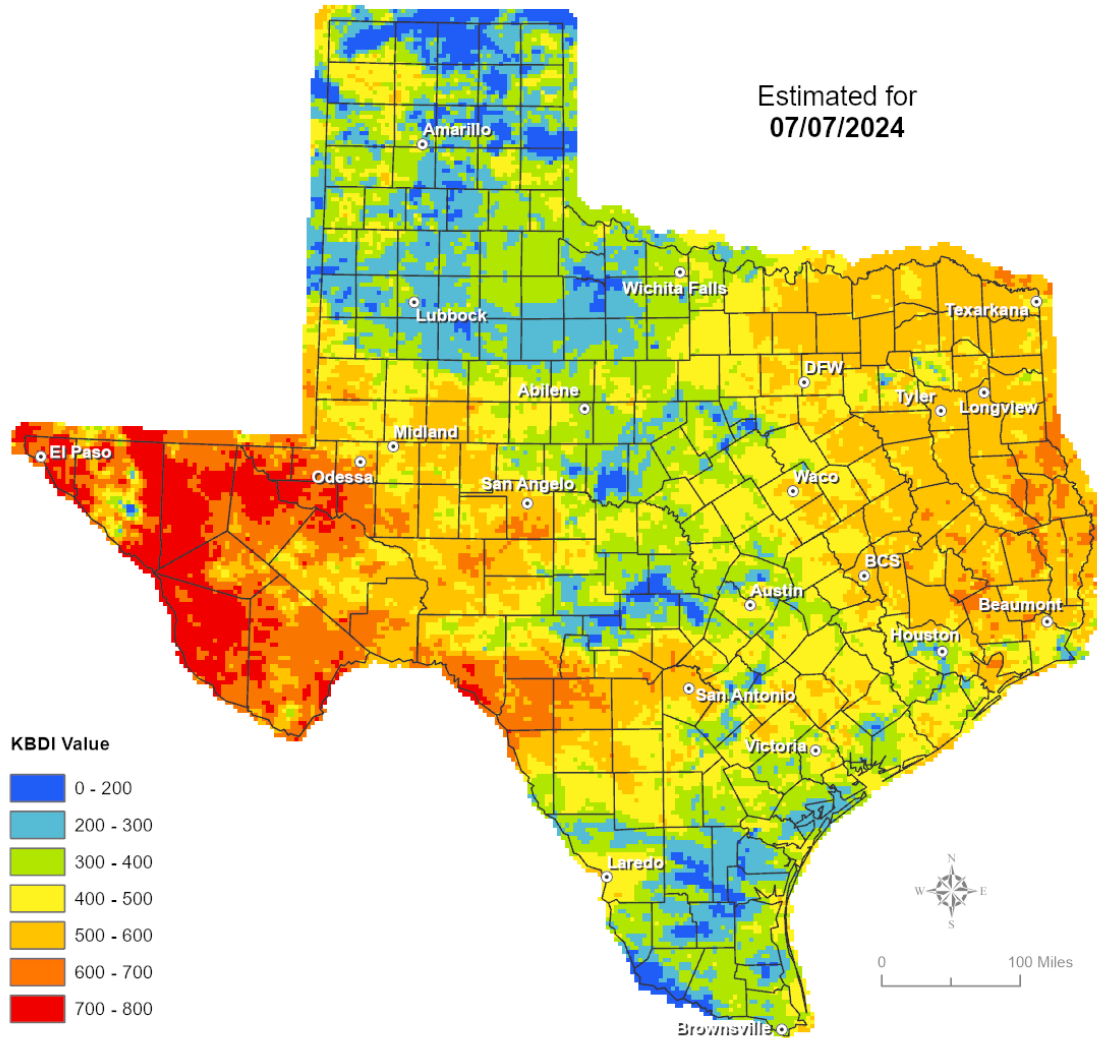 Estimated for
07/07/2024
Amarillo
Wichita Falls
Lubbock
Texarkana
DFW
Abilene
Tyler
Longview
Midland
El Paso
Odessa
San Angelo
Waco
BCS
Austin
Beaumont
Houston
San Antonio
Victoria
KBDI Value
0 - 200
200 - 300
300 - 400
400 - 500
500 - 600
600 - 700
700 - 800
Laredo
N
W E
S
0 100 Miles
Brownsville